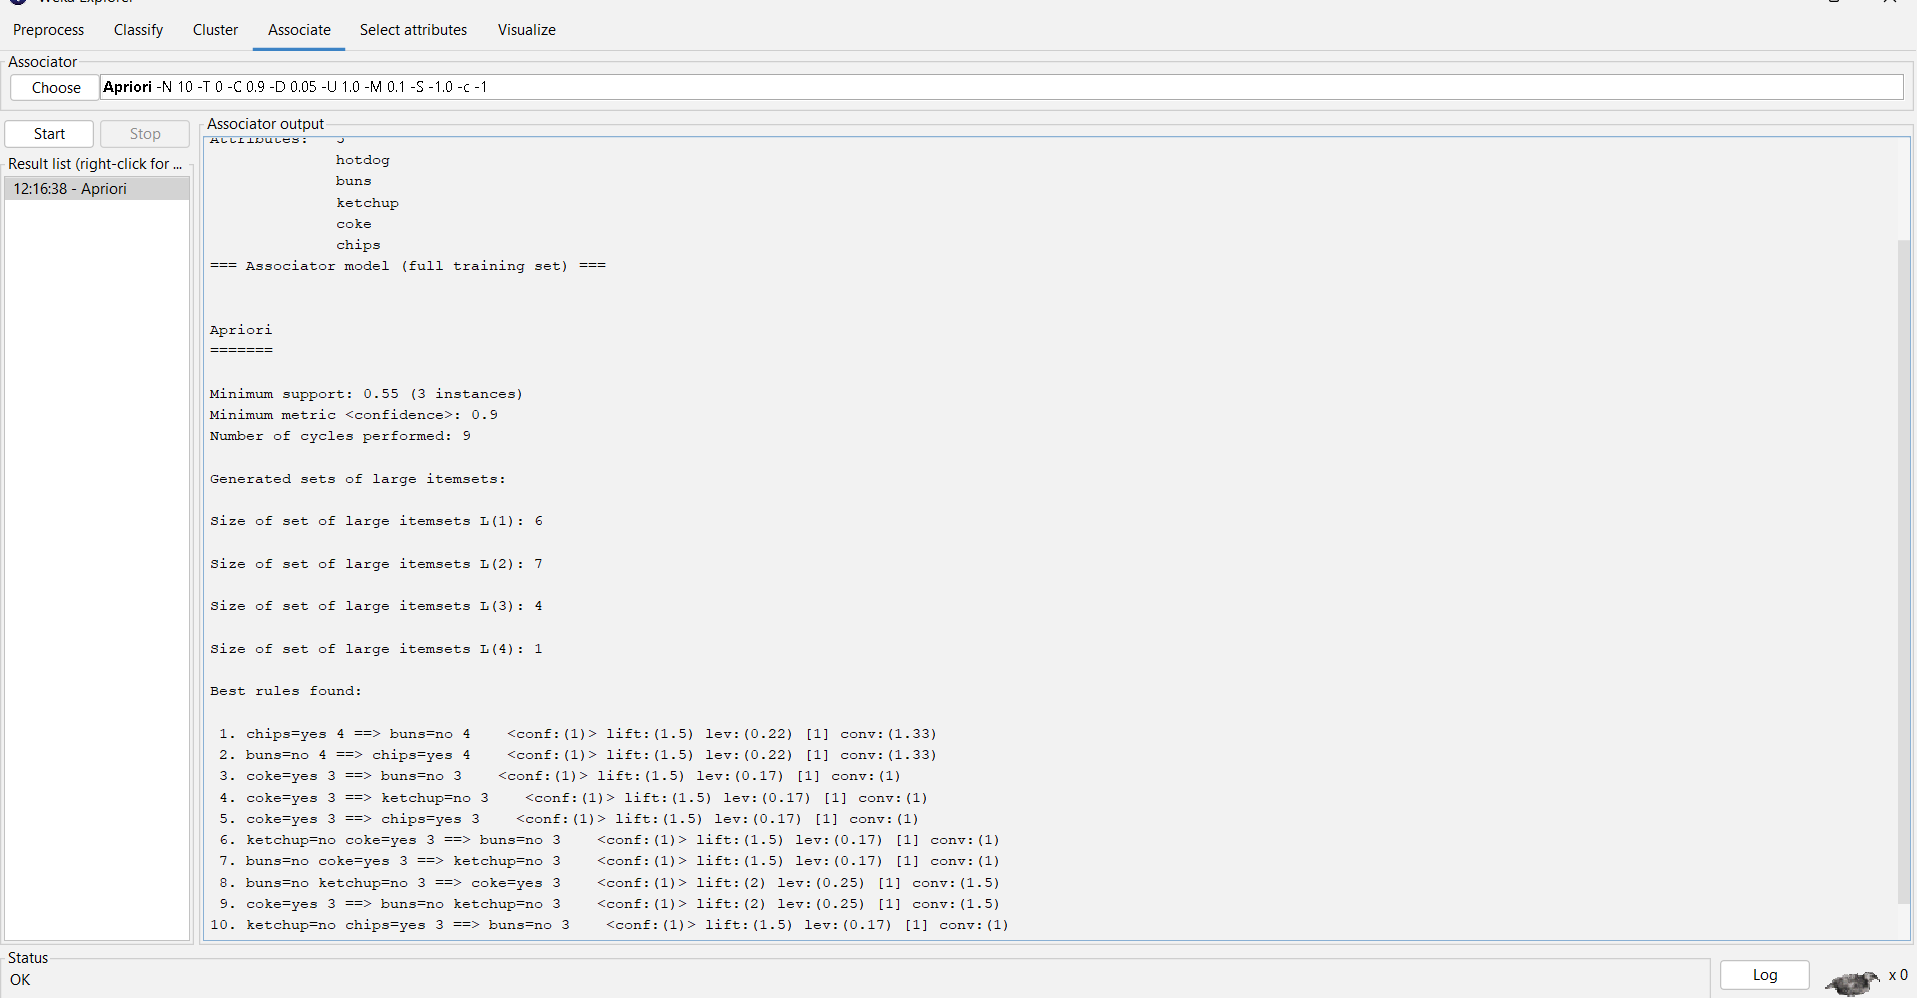 Weka Explorer
Preprocess Classify Cluster Associate Select attributes Visualize
Associator
Choose Apriori -N 10 -T 0 -C 0.9 -D 0.05 -U 1.0 -M 0.1 -S -1.0 -c -1
Start Stop
Result list (right-click for ...
12:16:38 - Apriori
Associator output
Attributes: 5
hotdog
buns
ketchup
coke
chips
=== Associator model (full training set) ===
Apriori
=======
Minimum support: 0.55 (3 instances)
Minimum metric <confidence>: 0.9
Number of cycles performed: 9
Generated sets of large itemsets:
Size of set of large itemsets L(1): 6
Size of set of large itemsets L(2): 7
Size of set of large itemsets L(3): 4
Size of set of large itemsets L(4): 1
Best rules found:
1. chips=yes 4 ==> buns=no 4 <conf:(1)> lift:(1.5) lev:(0.22) [1] conv:(1.33)
2. buns=no 4 ==> chips=yes 4 <conf:(1)> lift:(1.5) lev:(0.22) [1] conv:(1.33)
3. coke=yes 3 ==> buns=no 3 <conf:(1)> lift:(1.5) lev:(0.17) [1] conv:(1)
4. coke=yes 3 ==> ketchup=no 3 <conf:(1)> lift:(1.5) lev:(0.17) [1] conv:(1)
5. coke=yes 3 ==> chips=yes 3 <conf:(1)> lift:(1.5) lev:(0.17) [1] conv:(1)
6. ketchup=no coke=yes 3 ==> buns=no 3 <conf:(1)> lift:(1.5) lev:(0.17) [1] conv:(1)
7. buns=no coke=yes 3 ==> ketchup=no 3 <conf:(1)> lift:(1.5) lev:(0.17) [1] conv:(1)
8. buns=no ketchup=no 3 ==> coke=yes 3 <conf:(1)> lift:(2) lev:(0.25) [1] conv:(1.5)
9. coke=yes 3 ==> buns=no ketchup=no 3 <conf:(1)> lift:(2) lev:(0.25) [1] conv:(1.5)
10. ketchup=no chips=yes 3 ==> buns=no 3 <conf:(1)> lift:(1.5) lev:(0.17) [1] conv:(1)
Status
OK
Log
x 0